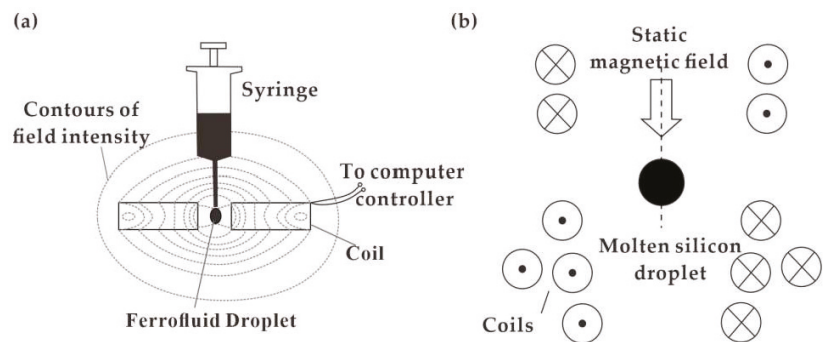 (a)
Syringe
Contours of
field intensity
To computer
controller
Coil
Ferrofluid Droplet
(b)
Static
magnetic field
Molten silicon
droplet
Coils